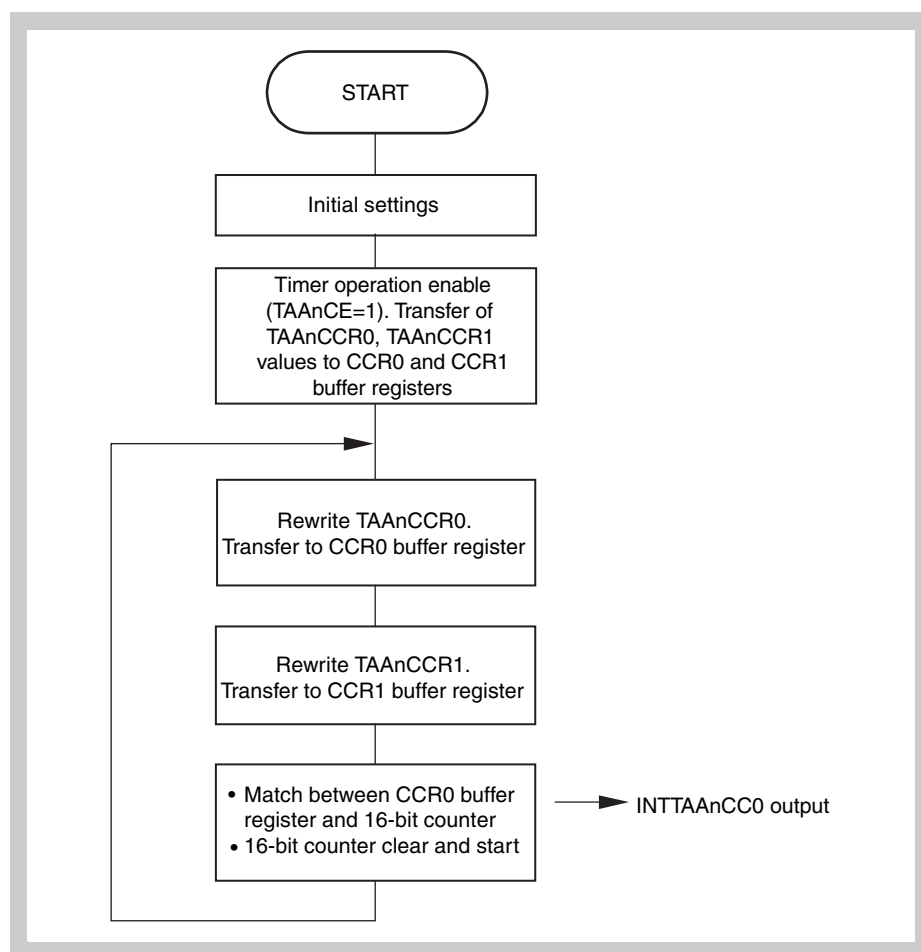 START
Initial settings
Timer operation enable
(TAAnCE=1). Transfer of
TAAnCCR0, TAAnCCR1
values to CCR0 and CCR1
buffer registers
Rewrite TAAnCCR0.
Transfer to CCR0 buffer register
Rewrite TAAnCCR1.
Transfer to CCR1 buffer register
• Match between CCR0 buffer
register and 16-bit counter
• 16-bit counter clear and start
INTTAAnCC0 output